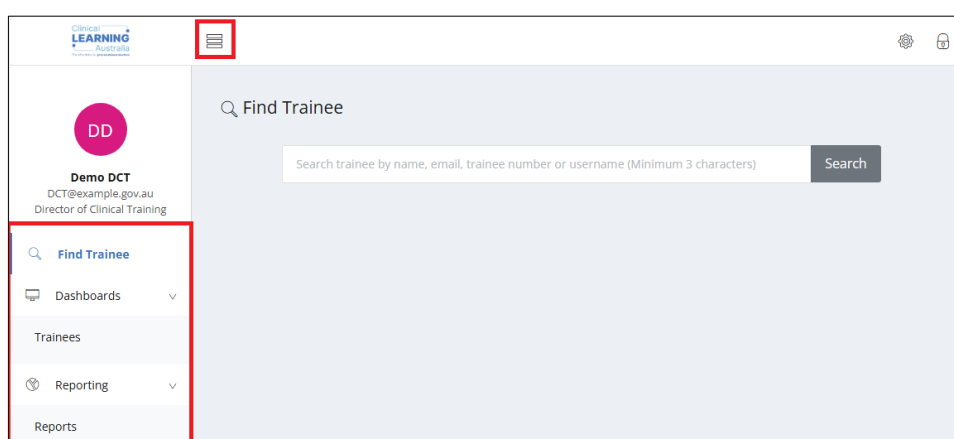 Clinical
LEARNING
Australia
Find Trainee
Search trainee by name, email, trainee number or username (Minimum 3 characters)
Search
DD
Demo DCT
DCT@example.gov.au
Director of Clinical Training
Find Trainee
Dashboards
Trainees
Reporting
Reports